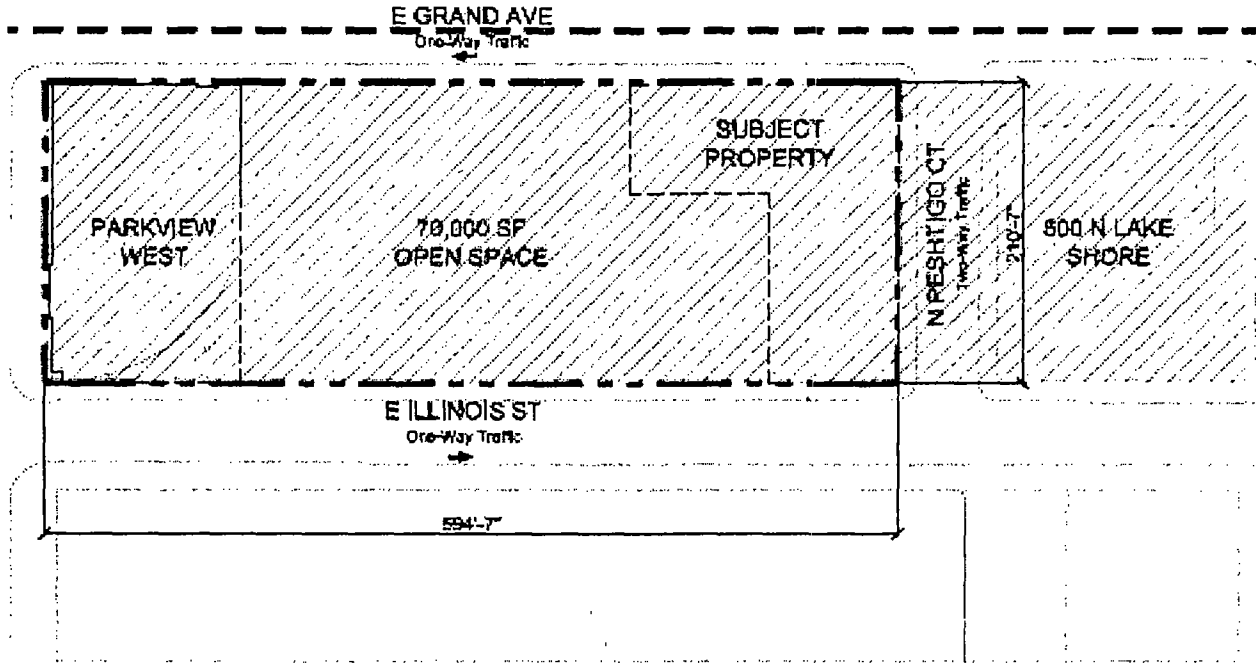 E GRAND AVE
One-Way Traffic
SUBJECT
PROPERTY
PARKVIEW
WEST
70,000 SF
OPEN SPACE
N PESHTIGO CT
Two-Way Traffic
210'-7"
500 N LAKE
SHORE
E ILLINOIS ST
One-Way Traffic
594'-7"